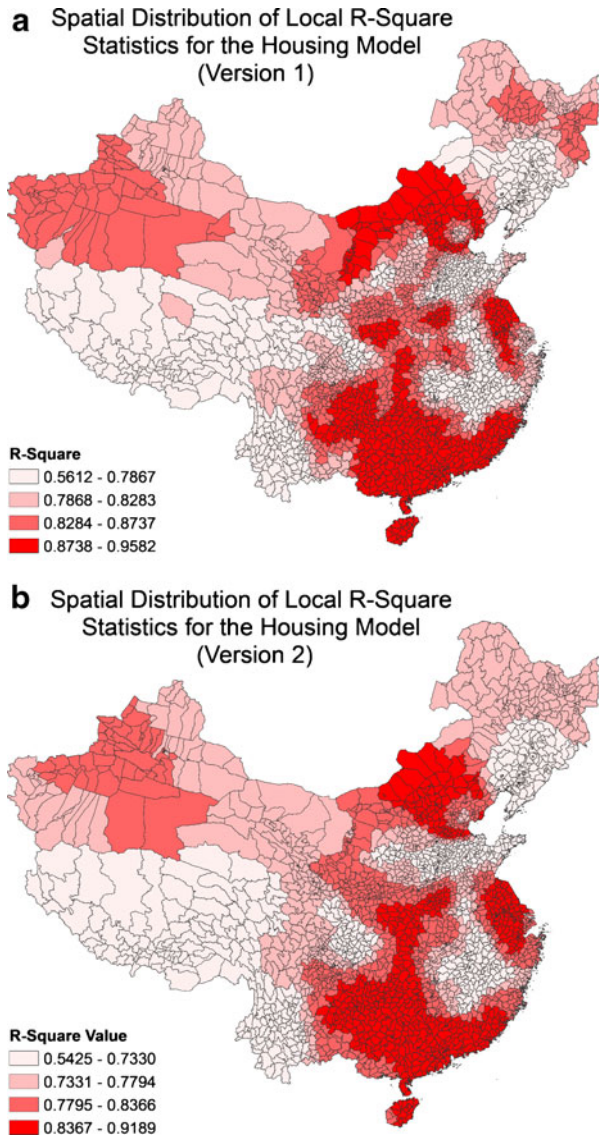 a Spatial Distribution of Local R-Square
Statistics for the Housing Model
(Version 1)
R-Square
0.5612 - 0.7867
0.7868 - 0.8283
0.8284 - 0.8737
0.8738 - 0.9582
b Spatial Distribution of Local R-Square
Statistics for the Housing Model
(Version 2)
R-Square Value
0.5425 - 0.7330
0.7331 - 0.7794
0.7795 - 0.8366
0.8367 - 0.9189